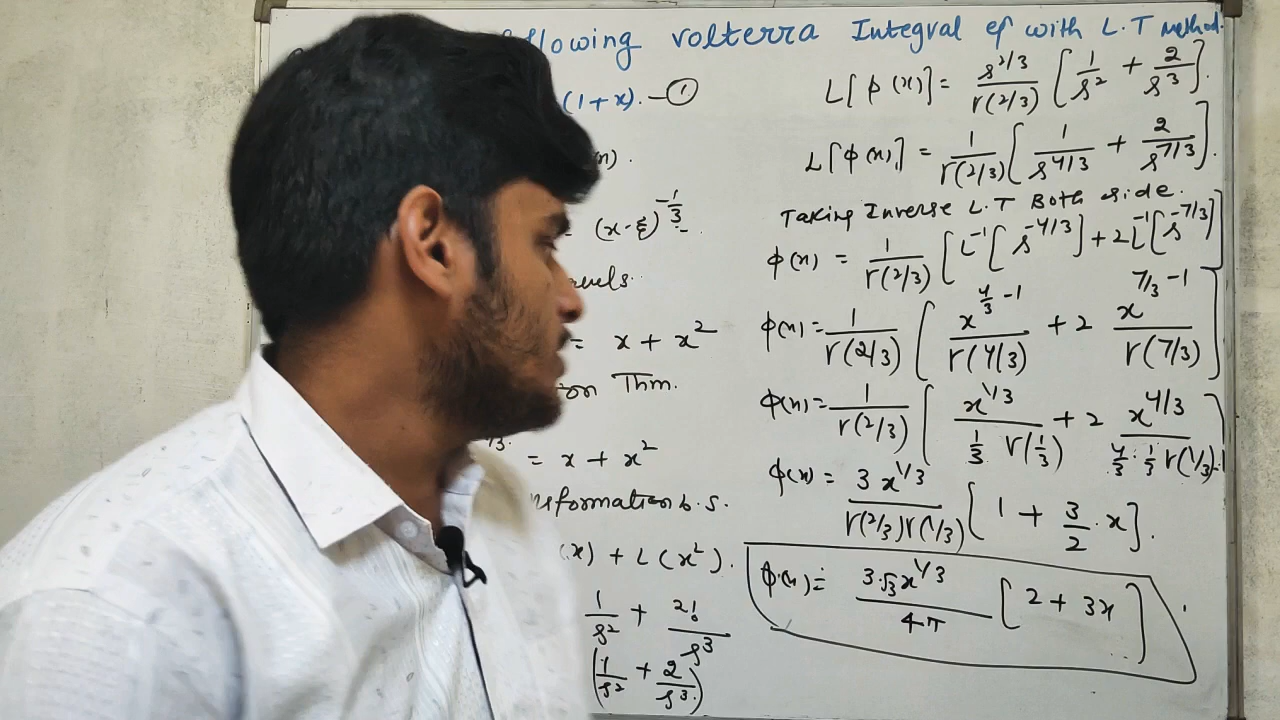 following volterra Integral eq with L.T method.
(1+x). —①
(x-ξ)^{-1/3}
= x + x²
on Thm.
= x + x²
nsformation b.s.
(x) + L(x²).
1/s² + 2!/s³
(1/s² + 2/s³)
L[ϕ(x)] = s^{2/3}/Γ(2/3) [1/s² + 2/s³].
L[ϕ(x)] = 1/Γ(2/3) [1/s^{4/3} + 2/s^{7/3}].
Taking Inverse L.T Both side.
ϕ(x) = 1/Γ(2/3) [L⁻¹[s^{-4/3}] + 2L⁻¹[s^{-7/3}]]
ϕ(x) = 1/Γ(2/3) [x^{4/3 -1}/Γ(4/3) + 2 x^{7/3 -1}/Γ(7/3)]
ϕ(x) = 1/Γ(2/3) [x^{1/3}/(1/3 Γ(1/3)) + 2 x^{4/3}/(4/3 · 1/3 Γ(1/3))]
ϕ(x) = 3x^{1/3}/(Γ(2/3)Γ(1/3)) [1 + 3/2 · x].
ϕ(x) = 3·√3 x^{1/3}/4π [2 + 3x]